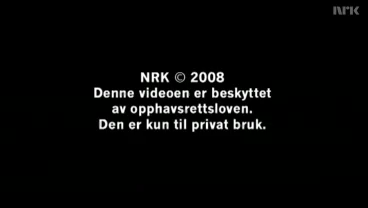 NRK
NRK © 2008
Denne videoen er beskyttet
av opphavsrettsloven.
Den er kun til privat bruk.